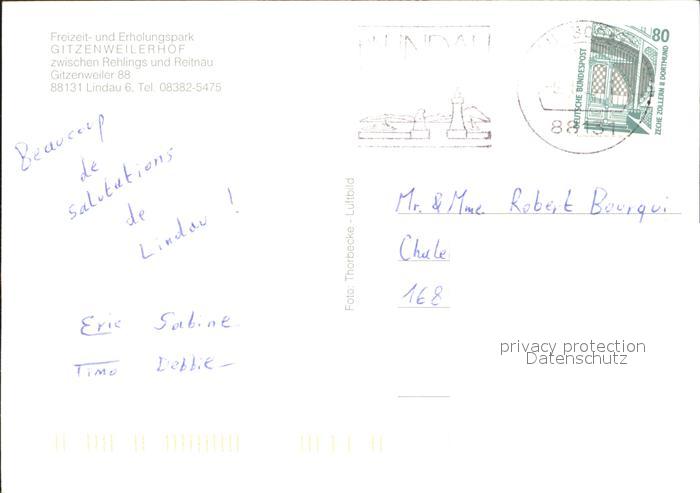 Freizeit- und Erholungspark
GITZENWEILERHOF
zwischen Rehlings und Reitnau
Gitzenweiler 88
88131 Lindau 6, Tel. 08382-5475
LINDAU
88131
80
DEUTSCHE BUNDESPOST
ZECHE ZOLLERN II DORTMUND
Beaucoup
de
salutations
de
Lindau !
Eric Sabine
Timo Debbie
Foto: Thorbecke - Luftbild
Mr. & Mme. Robert Bourqui
Chale
168
privacy protection
Datenschutz